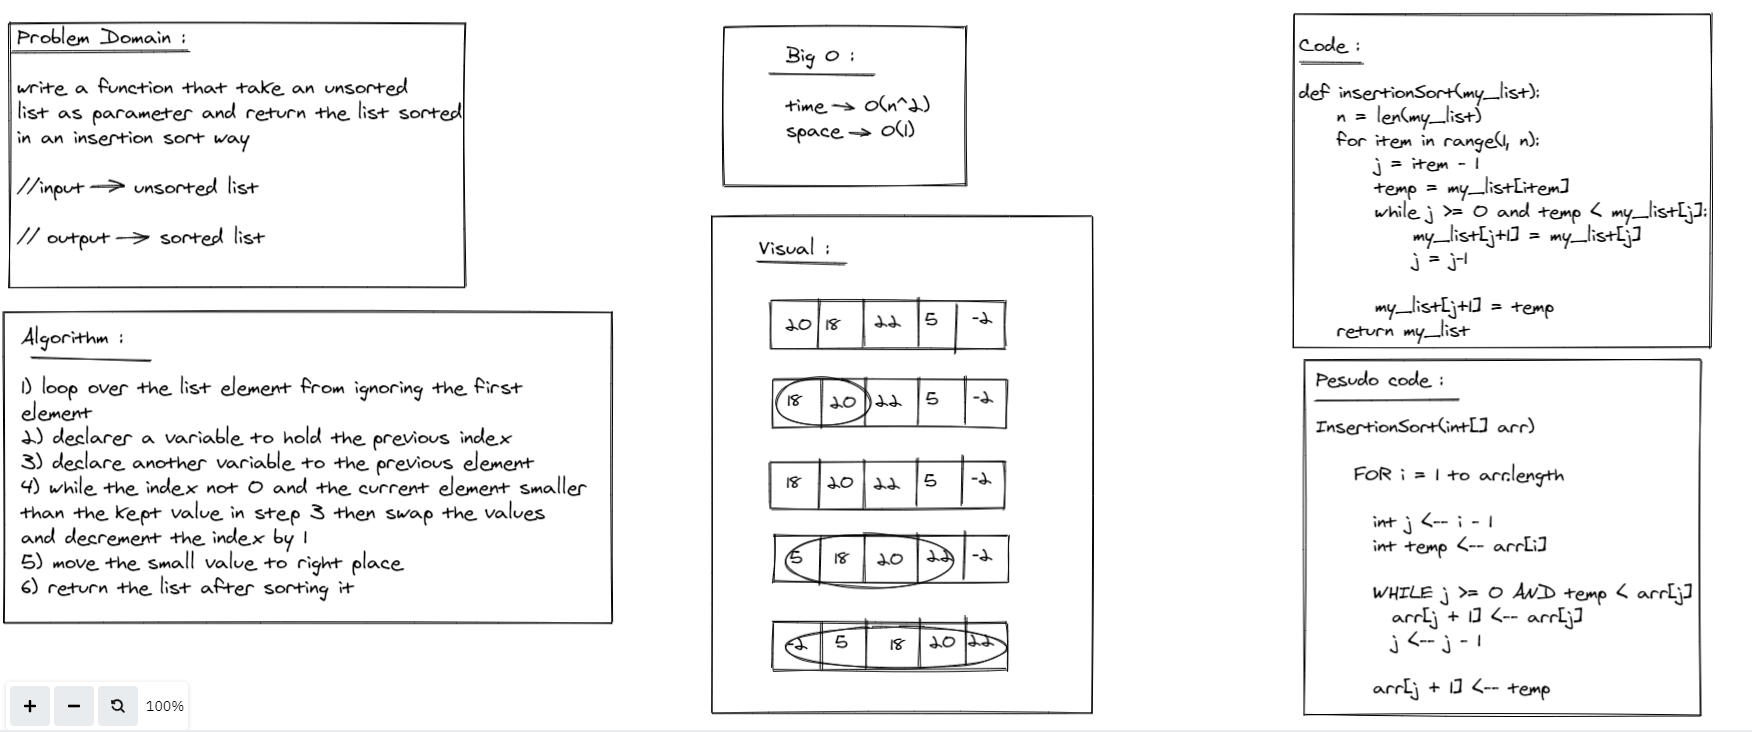 Problem Domain :
write a function that take an unsorted
list as parameter and return the list sorted
in an insertion sort way
//input → unsorted list
// output → sorted list
Algorithm :
1) loop over the list element from ignoring the first
element
2) declarer a variable to hold the previous index
3) declare another variable to the previous element
4) while the index not 0 and the current element smaller
than the kept value in step 3 then swap the values
and decrement the index by 1
5) move the small value to right place
6) return the list after sorting it
Big O :
time → O(n^2)
space → O(1)
Visual :
20 18 22 5 -2
18 20 22 5 -2
18 20 22 5 -2
5 18 20 22 -2
-2 5 18 20 22
Code :
def insertionSort(my_list):
n = len(my_list)
for item in range(1, n):
j = item - 1
temp = my_list[item]
while j >= 0 and temp < my_list[j]:
my_list[j+1] = my_list[j]
j = j-1
my_list[j+1] = temp
return my_list
Pesudo code :
InsertionSort(int[] arr)
FOR i = 1 to arr.length
int j <-- i - 1
int temp <-- arr[i]
WHILE j >= 0 AND temp < arr[j]
arr[j + 1] <-- arr[j]
j <-- j - 1
arr[j + 1] <-- temp
100%